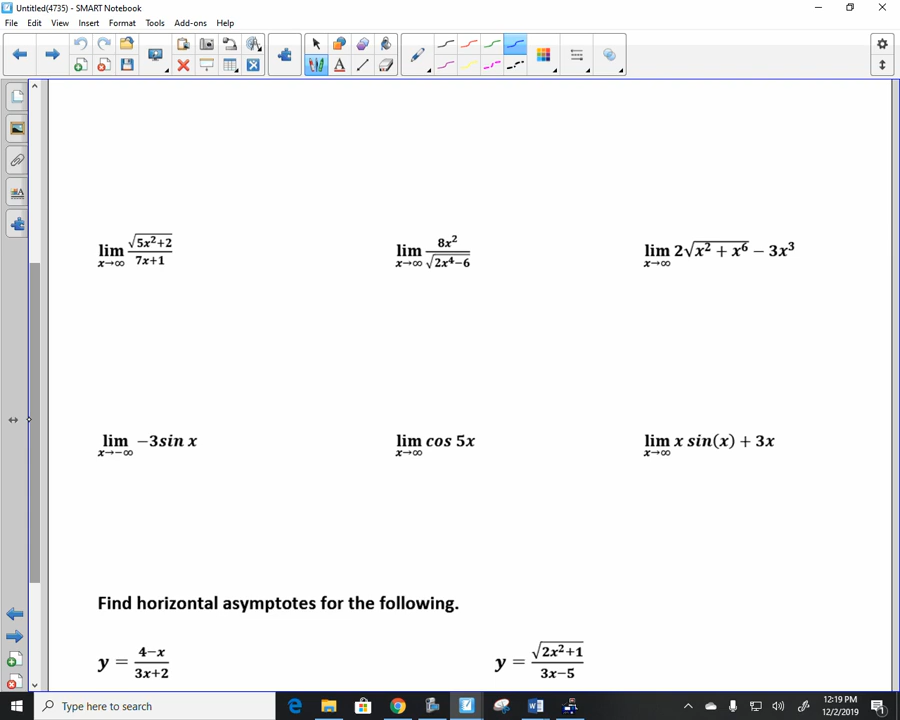 Untitled(4735) - SMART Notebook
File Edit View Insert Format Tools Add-ons Help
lim x→∞ √(5x²+2) / (7x+1)
lim x→∞ 8x² / √(2x⁴−6)
lim x→∞ 2√(x² + x⁶) − 3x³
lim x→−∞ −3sin x
lim x→∞ cos 5x
lim x→∞ x sin(x) + 3x
Find horizontal asymptotes for the following.
y = (4−x) / (3x+2)
y = √(2x²+1) / (3x−5)
Type here to search
12:19 PM
12/2/2019